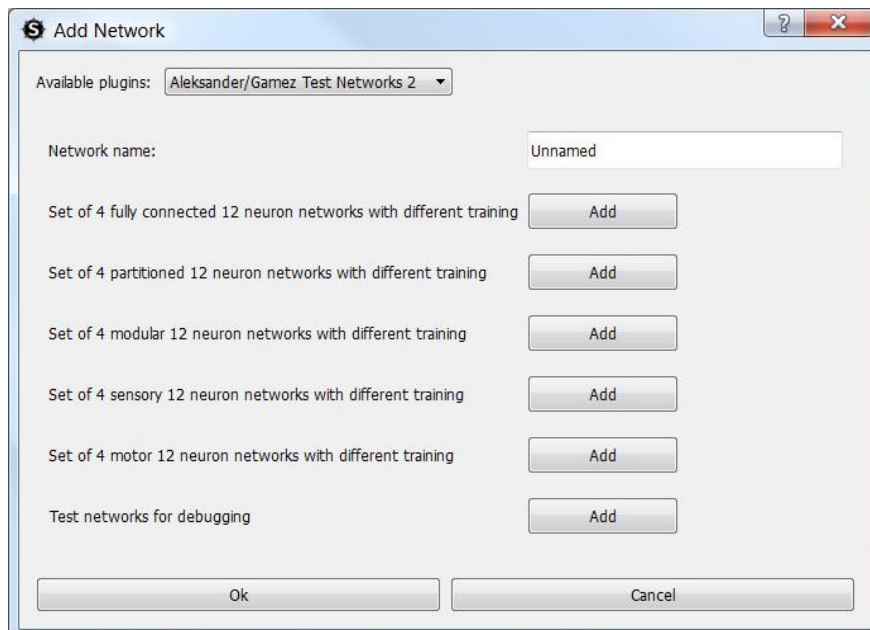 Add Network
Available plugins: Aleksander/Gamez Test Networks 2
Network name: Unnamed
Set of 4 fully connected 12 neuron networks with different training Add
Set of 4 partitioned 12 neuron networks with different training Add
Set of 4 modular 12 neuron networks with different training Add
Set of 4 sensory 12 neuron networks with different training Add
Set of 4 motor 12 neuron networks with different training Add
Test networks for debugging Add
Ok Cancel